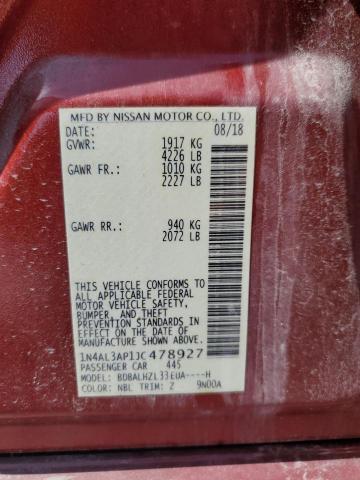 MFD BY NISSAN MOTOR CO., LTD.
DATE: 08/18
GVWR: 1917 KG
4226 LB
GAWR FR.: 1010 KG
2227 LB
GAWR RR.: 940 KG
2072 LB
THIS VEHICLE CONFORMS TO
ALL APPLICABLE FEDERAL
MOTOR VEHICLE SAFETY,
BUMPER, AND THEFT
PREVENTION STANDARDS IN
EFFECT ON THE DATE OF
MANUFACTURE SHOWN ABOVE.
1N4AL3AP1JC478927
PASSENGER CAR 445
MODEL: BDBALHZL33EUA----H
COLOR: NBL TRIM: Z 9N00A